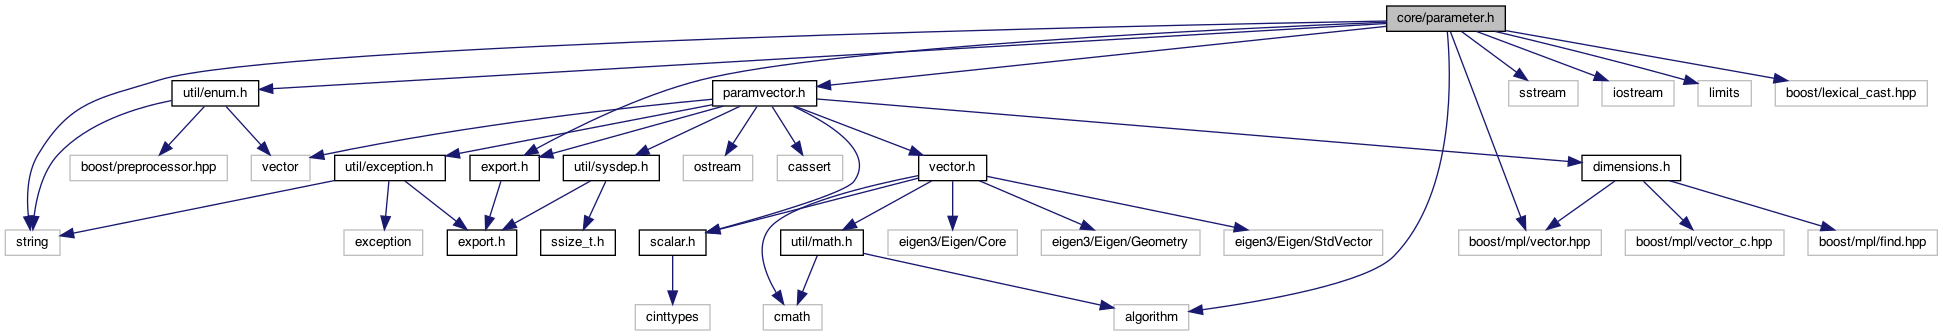 core/parameter.h
util/enum.h
paramvector.h
sstream
iostream
limits
boost/lexical_cast.hpp
boost/preprocessor.hpp
vector
util/exception.h
export.h
util/sysdep.h
ostream
cassert
vector.h
dimensions.h
string
exception
export.h
ssize_t.h
scalar.h
util/math.h
eigen3/Eigen/Core
eigen3/Eigen/Geometry
eigen3/Eigen/StdVector
boost/mpl/vector.hpp
boost/mpl/vector_c.hpp
boost/mpl/find.hpp
cinttypes
cmath
algorithm